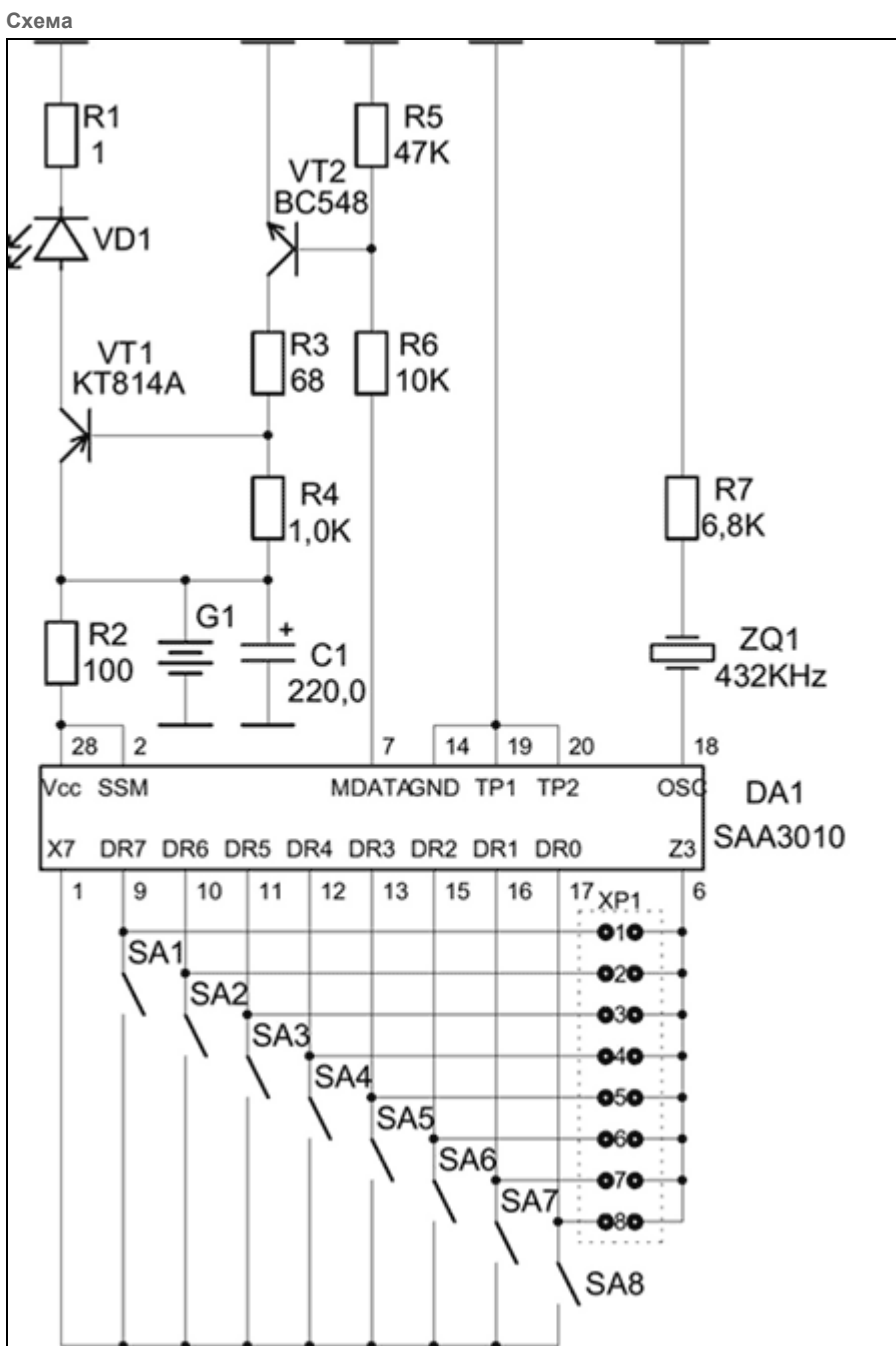 Схема
R1
1
R5
47K
VT2
BC548
VD1
VT1
KT814A
R3
68
R6
10K
R4
1,0K
R7
6,8K
R2
100
G1
+
C1
220,0
ZQ1
432KHz
28 2 7 14 19 20 18
Vcc SSM MDATA GND TP1 TP2 OSC
DA1
SAA3010
X7 DR7 DR6 DR5 DR4 DR3 DR2 DR1 DR0 Z3
1 9 10 11 12 13 15 16 17 6
XP1
1
SA1
2
SA2
3
SA3
4
SA4
5
SA5
6
SA6
7
SA7
8
SA8